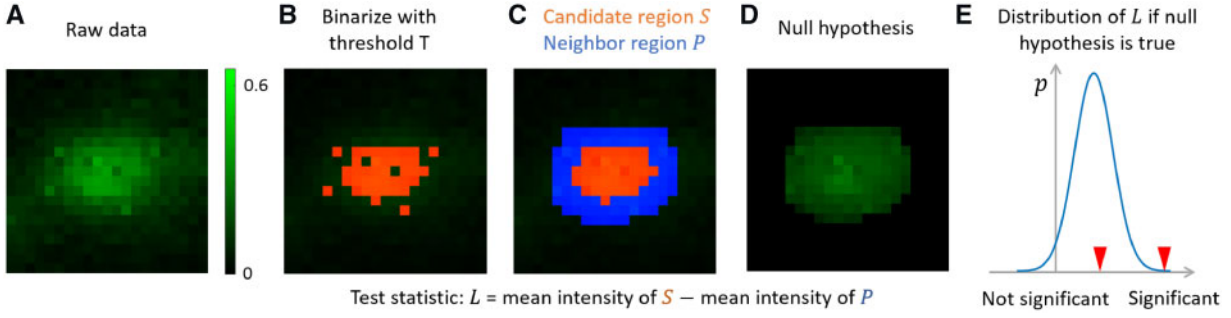 A
Raw data
0.6
0
B
Binarize with
threshold T
C
Candidate region S
Neighbor region P
D
Null hypothesis
E
Distribution of L if null
hypothesis is true
p
Not significant
Significant
Test statistic: L = mean intensity of S − mean intensity of P